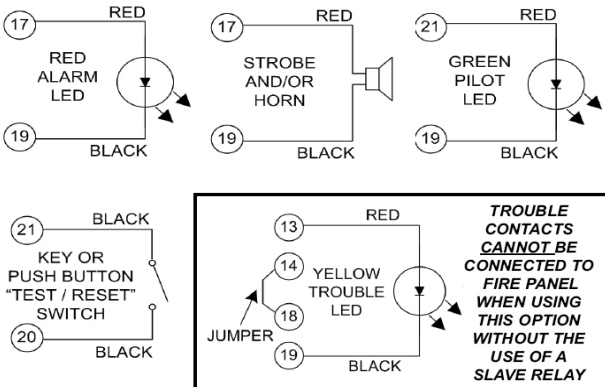 17
RED
RED
ALARM
LED
19
BLACK
17
RED
STROBE
AND/OR
HORN
19
BLACK
21
RED
GREEN
PILOT
LED
19
BLACK
21
BLACK
KEY OR
PUSH BUTTON
“TEST / RESET”
SWITCH
20
BLACK
13
RED
14
YELLOW
TROUBLE
LED
18
JUMPER
19
BLACK
TROUBLE
CONTACTS
CANNOT BE
CONNECTED TO
FIRE PANEL
WHEN USING
THIS OPTION
WITHOUT THE
USE OF A
SLAVE RELAY